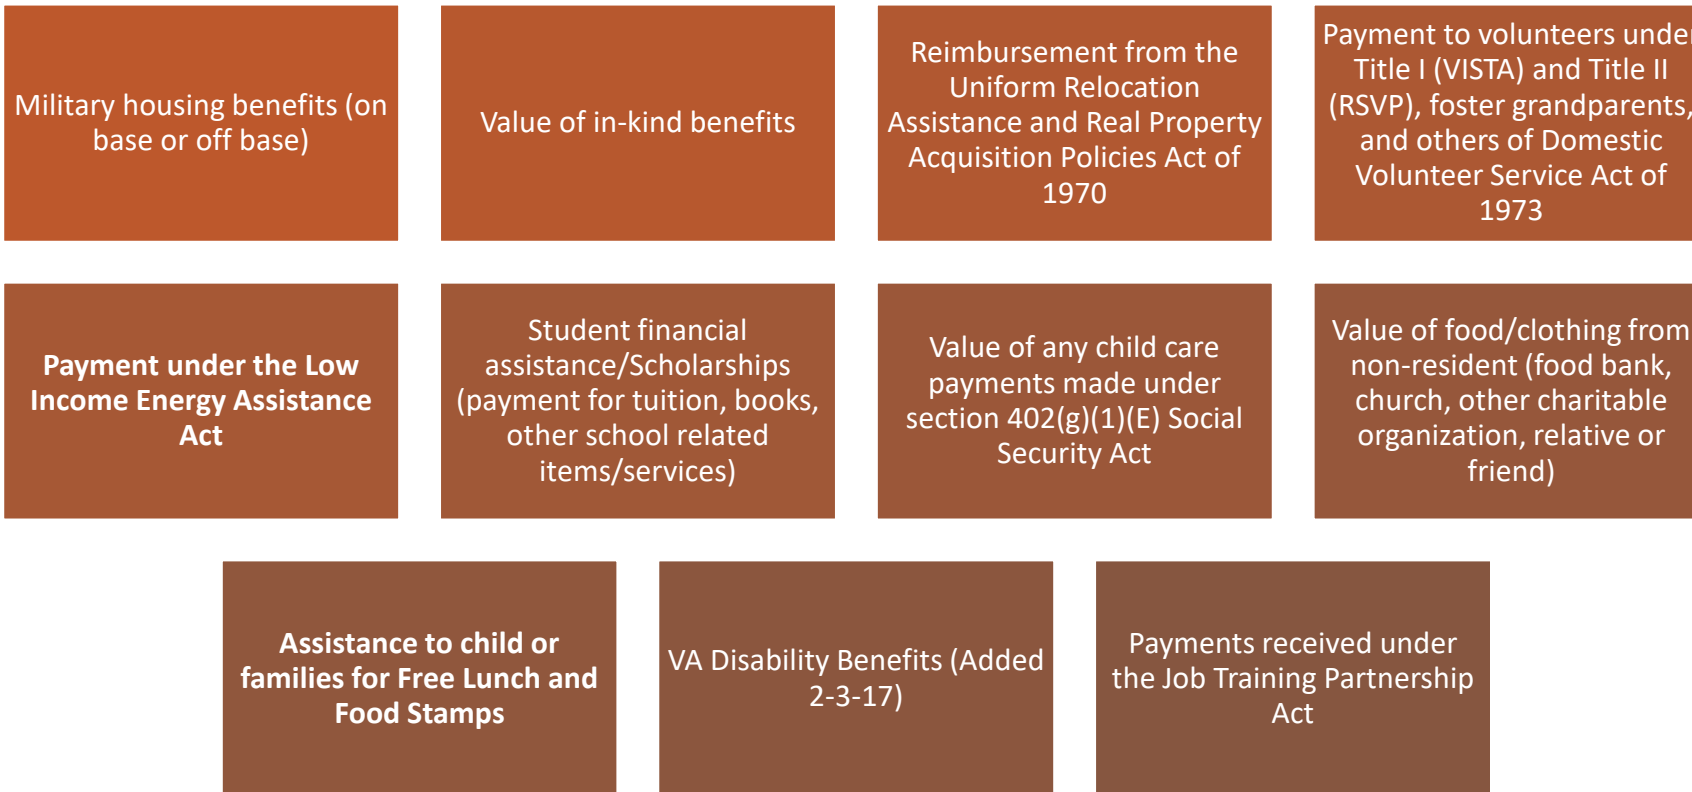 Military housing benefits (on
base or off base)
Value of in-kind benefits
Reimbursement from the
Uniform Relocation
Assistance and Real Property
Acquisition Policies Act of
1970
Payment to volunteers under
Title I (VISTA) and Title II
(RSVP), foster grandparents,
and others of Domestic
Volunteer Service Act of
1973
Payment under the Low
Income Energy Assistance
Act
Student financial
assistance/Scholarships
(payment for tuition, books,
other school related
items/services)
Value of any child care
payments made under
section 402(g)(1)(E) Social
Security Act
Value of food/clothing from
non-resident (food bank,
church, other charitable
organization, relative or
friend)
Assistance to child or
families for Free Lunch and
Food Stamps
VA Disability Benefits (Added
2-3-17)
Payments received under
the Job Training Partnership
Act